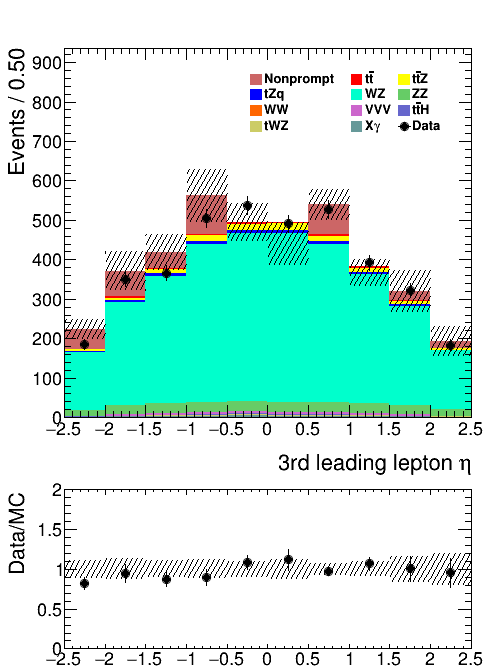 Events / 0.50
900
800
700
600
500
400
300
200
100
0
Nonprompt tt̄ tt̄Z
tZq WZ ZZ
WW VVV tt̄H
tWZ Xγ Data
−2.5 −2 −1.5 −1 −0.5 0 0.5 1 1.5 2 2.5
3rd leading lepton η
Data/MC
2
1.5
1
0.5
0
−2.5 −2 −1.5 −1 −0.5 0 0.5 1 1.5 2 2.5